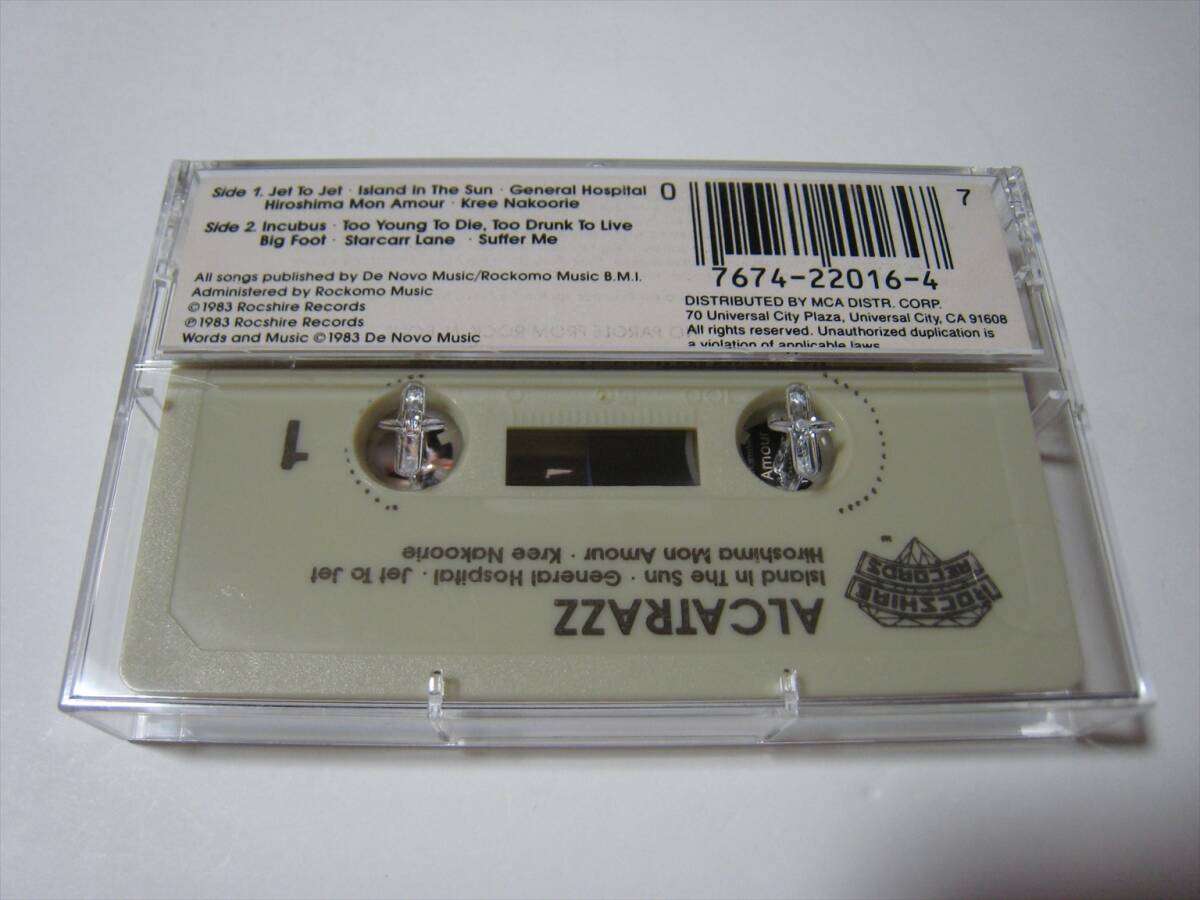 Side 1. Jet To Jet · Island In The Sun · General Hospital
Hiroshima Mon Amour · Kree Nakoorie
Side 2. Incubus · Too Young To Die, Too Drunk To Live
Big Foot · Starcarr Lane · Suffer Me
All songs published by De Novo Music/Rockomo Music B.M.I.
Administered by Rockomo Music
©1983 Rocshire Records
℗1983 Rocshire Records
Words and Music ©1983 De Novo Music
0 7
7674-22016-4
DISTRIBUTED BY MCA DISTR. CORP.
70 Universal City Plaza, Universal City, CA 91608
All rights reserved. Unauthorized duplication is
a violation of applicable laws
ROCSHIRE
RECORDS
ALCATRAZZ
Island In The Sun · General Hospital · Jet To Jet
Hiroshima Mon Amour · Kree Nakoorie
1
Amour